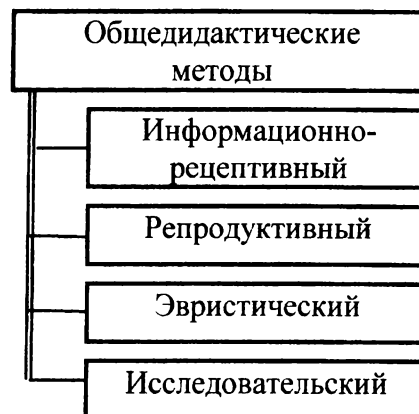 Общедидактические
методы
Информационно-
рецептивный
Репродуктивный
Эвристический
Исследовательский